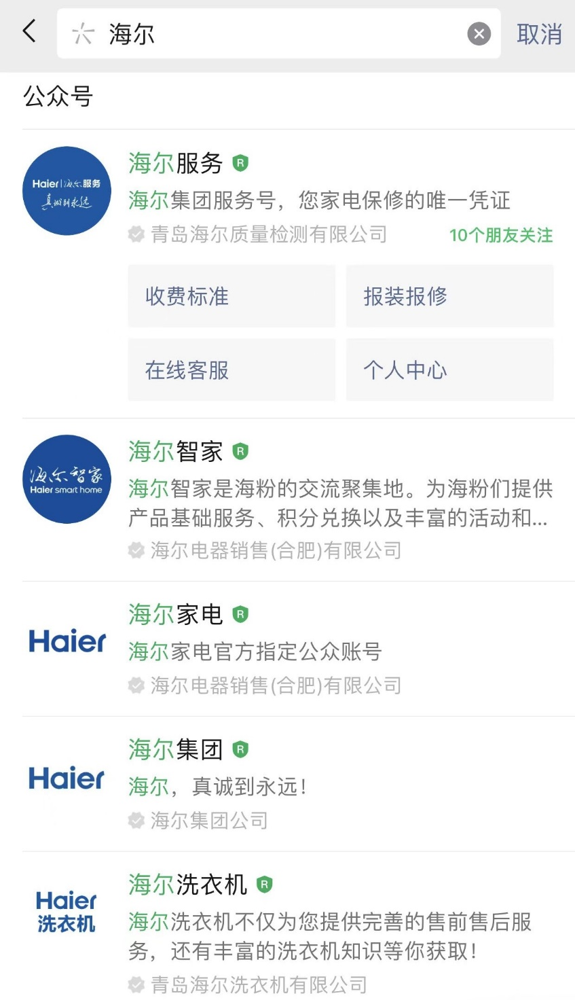 海尔
取消
公众号
Haier|海尔服务
真诚到永远
海尔服务 R
海尔集团服务号，您家电保修的唯一凭证
青岛海尔质量检测有限公司
10个朋友关注
收费标准
报装报修
在线客服
个人中心
海尔智家
Haier smart home
海尔智家 R
海尔智家是海粉的交流聚集地。为海粉们提供
产品基础服务、积分兑换以及丰富的活动和...
海尔电器销售(合肥)有限公司
Haier
海尔家电 R
海尔家电官方指定公众账号
海尔电器销售(合肥)有限公司
Haier
海尔集团 R
海尔，真诚到永远！
海尔集团公司
Haier
洗衣机
海尔洗衣机 R
海尔洗衣机不仅为您提供完善的售前售后服
务，还有丰富的洗衣机知识等你获取！
青岛海尔洗衣机有限公司